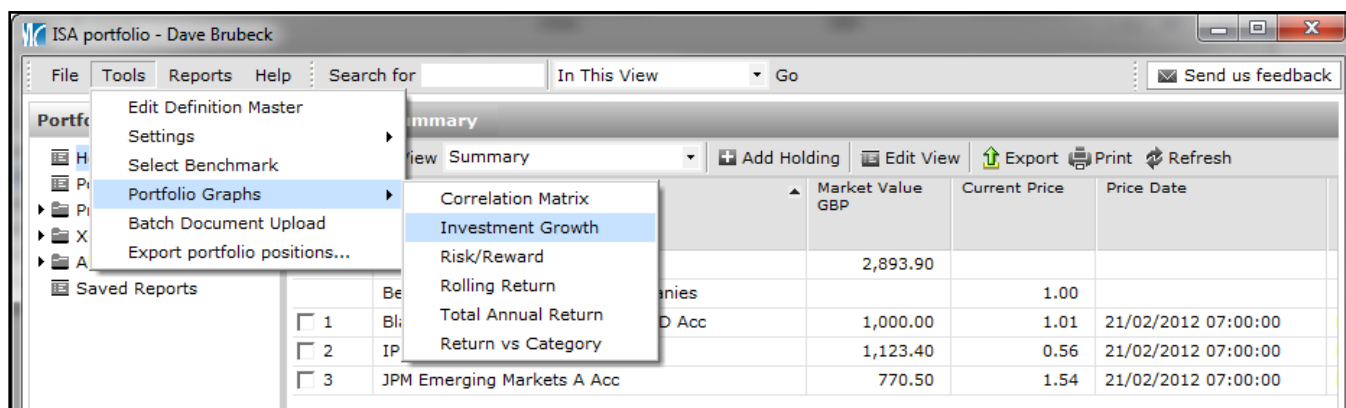 ISA portfolio - Dave Brubeck
File Tools Reports Help Search for In This View Go Send us feedback
Edit Definition Master
Settings
Select Benchmark
Portfolio Graphs
Batch Document Upload
Export portfolio positions...
Correlation Matrix
Investment Growth
Risk/Reward
Rolling Return
Total Annual Return
Return vs Category
Summary Add Holding Edit View Export Print Refresh
Market Value GBP Current Price Price Date
2,893.90
1.00
Saved Reports
1 D Acc 1,000.00 1.01 21/02/2012 07:00:00
2 IP 1,123.40 0.56 21/02/2012 07:00:00
3 JPM Emerging Markets A Acc 770.50 1.54 21/02/2012 07:00:00